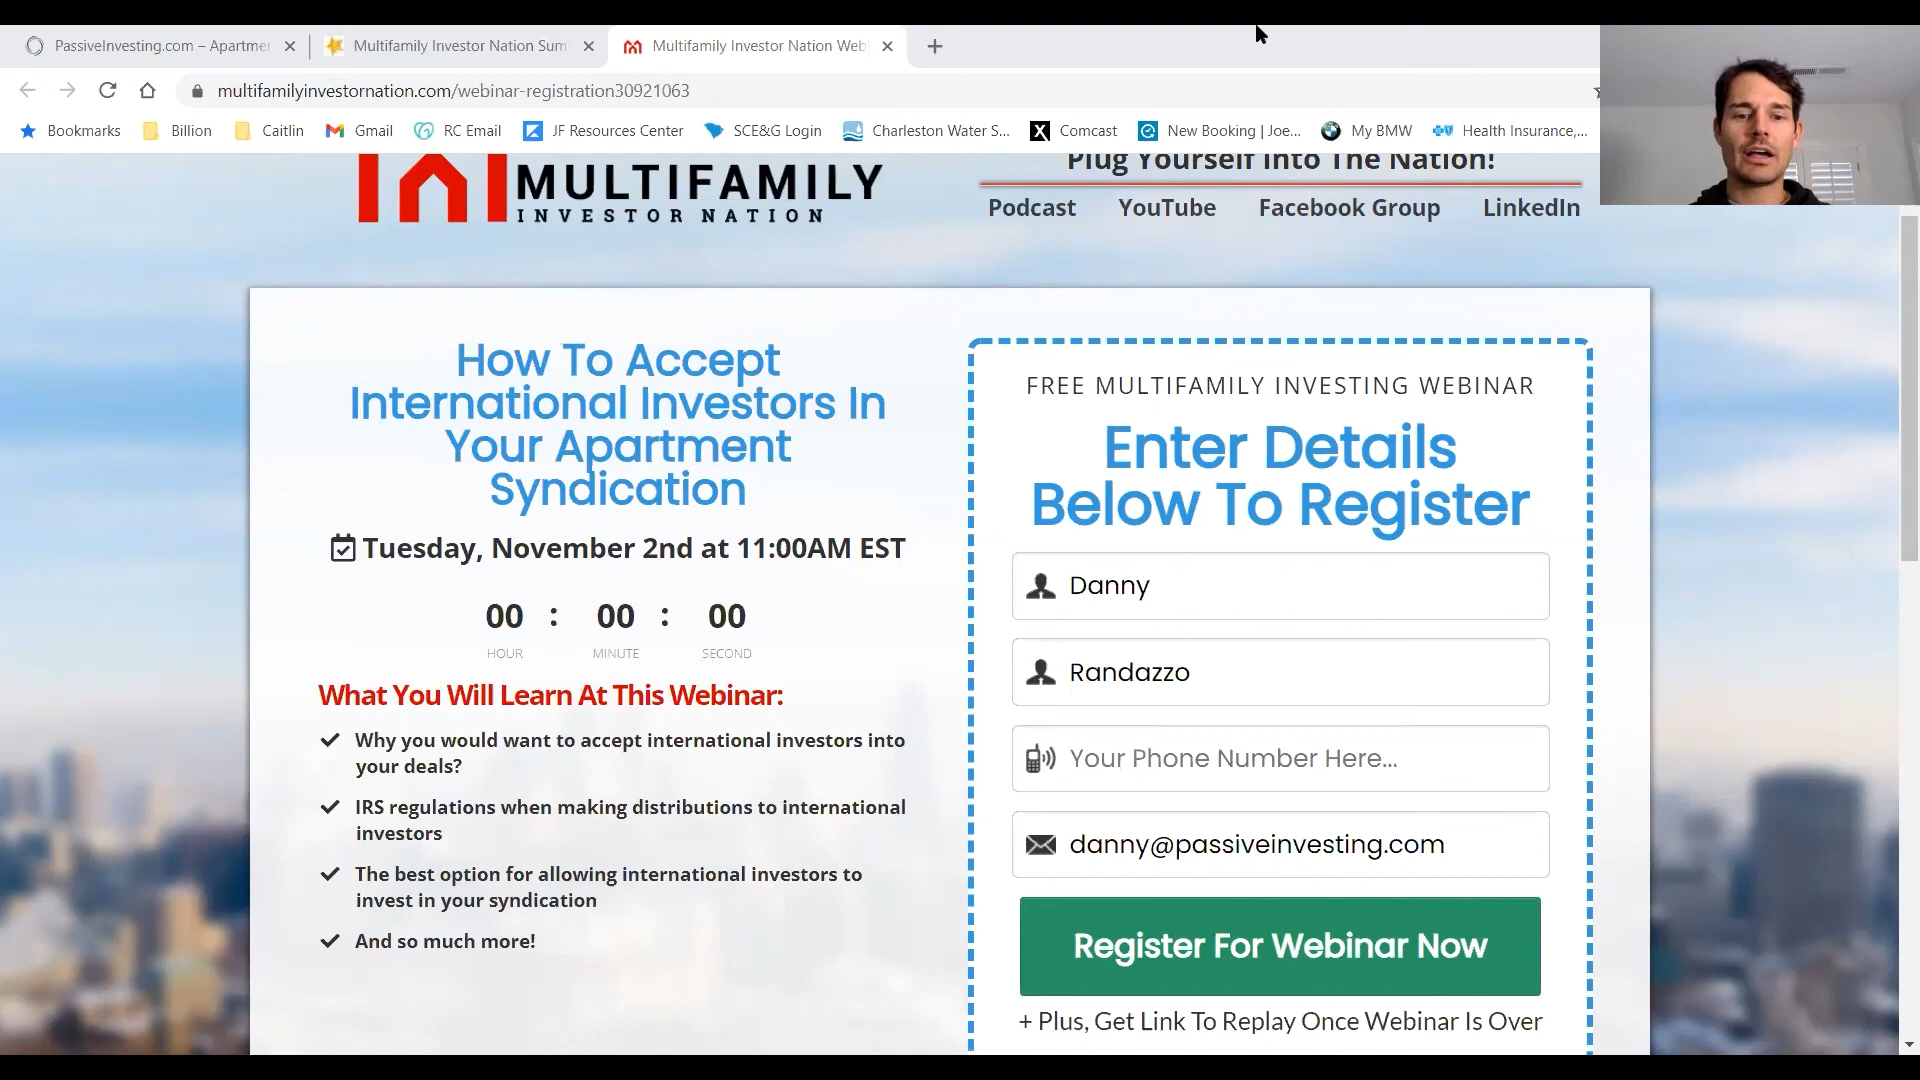 PassiveInvesting.com – Apartme
Multifamily Investor Nation Sum
Multifamily Investor Nation Web
multifamilyinvestornation.com/webinar-registration30921063
Bookmarks
Billion
Caitlin
Gmail
RC Email
JF Resources Center
SCE&G Login
Charleston Water S...
Comcast
New Booking | Joe...
My BMW
Health Insurance,...
MULTIFAMILY
INVESTOR NATION
Plug Yourself Into The Nation!
Podcast
YouTube
Facebook Group
LinkedIn
How To Accept
International Investors In
Your Apartment
Syndication
Tuesday, November 2nd at 11:00AM EST
00 : 00 : 00
HOUR MINUTE SECOND
What You Will Learn At This Webinar:
Why you would want to accept international investors into
your deals?
IRS regulations when making distributions to international
investors
The best option for allowing international investors to
invest in your syndication
And so much more!
FREE MULTIFAMILY INVESTING WEBINAR
Enter Details
Below To Register
Danny
Randazzo
Your Phone Number Here...
danny@passiveinvesting.com
Register For Webinar Now
+ Plus, Get Link To Replay Once Webinar Is Over